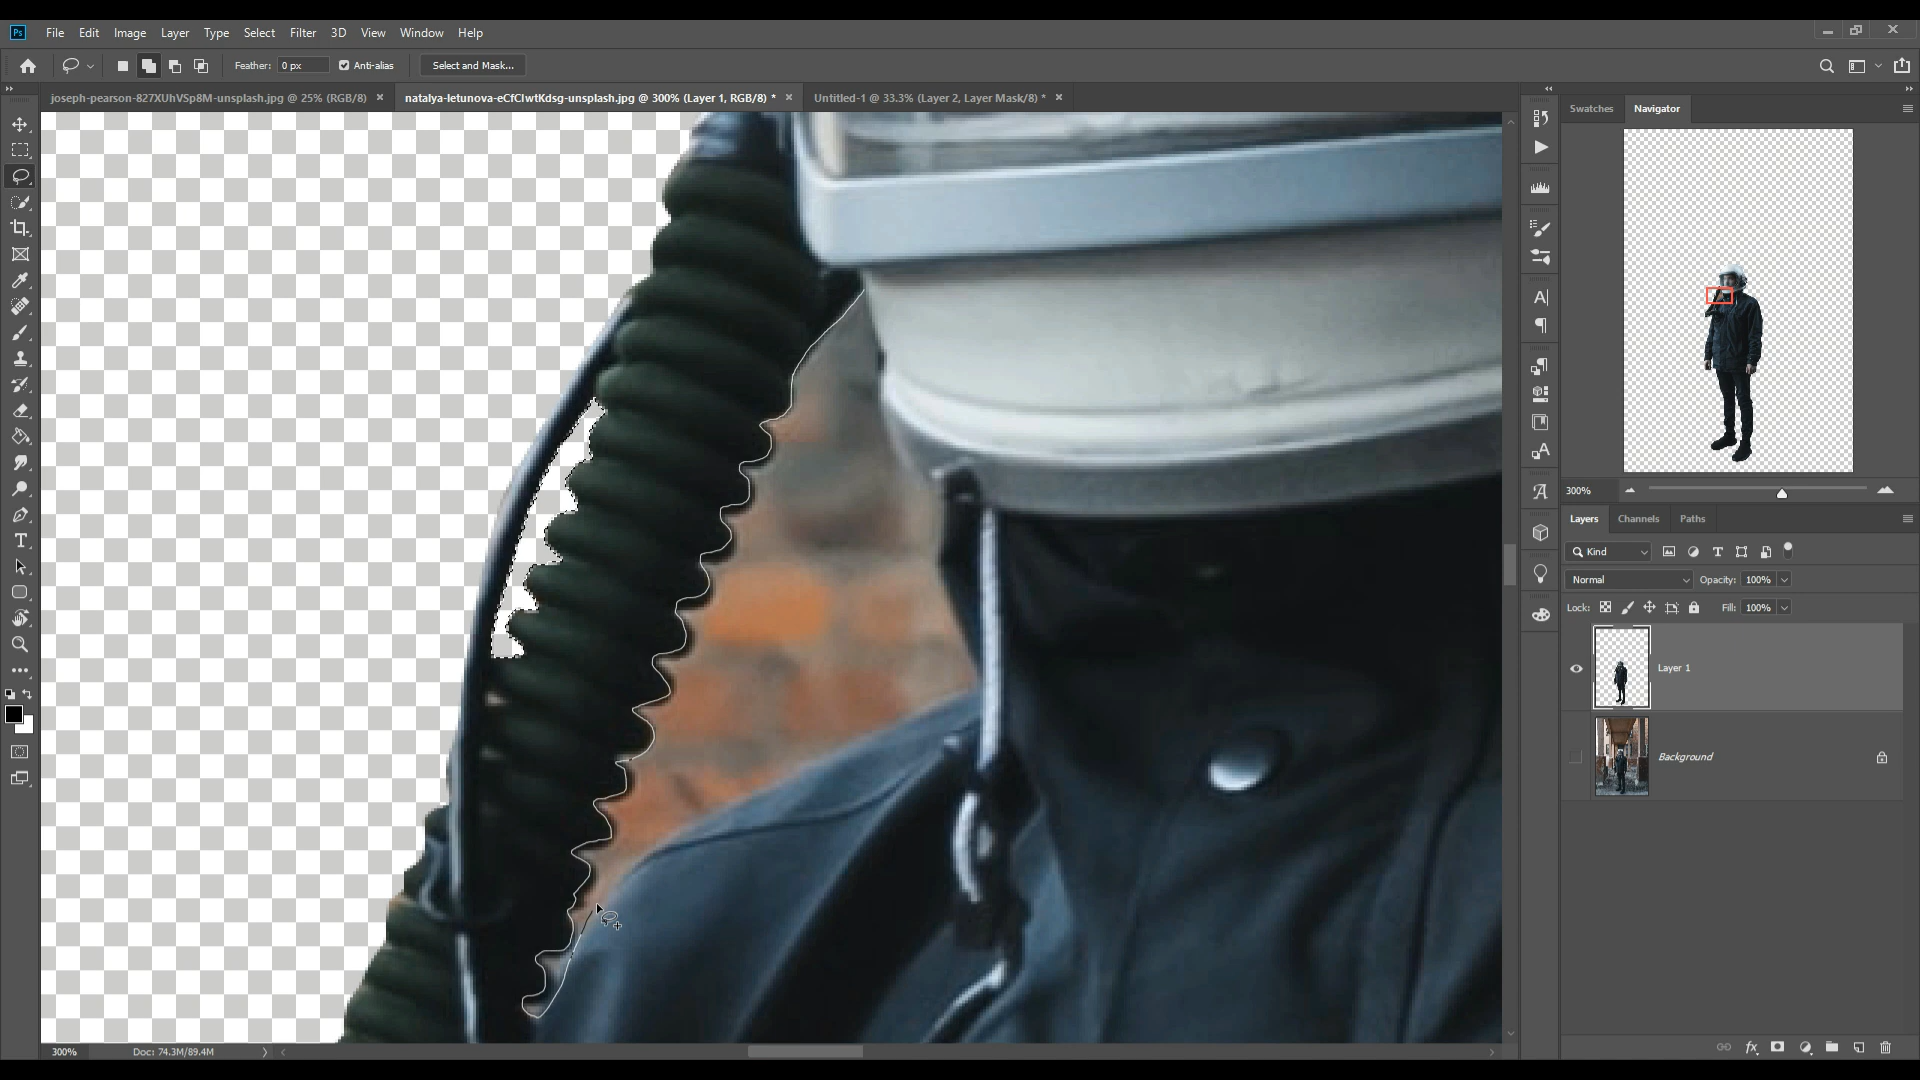 Ps File Edit Image Layer Type Select Filter 3D View Window Help
Feather: 0 px Anti-alias Select and Mask...
joseph-pearson-827XUhVSp8M-unsplash.jpg @ 25% (RGB/8) × natalya-letunova-eCfCIwtKdsg-unsplash.jpg @ 300% (Layer 1, RGB/8) * × Untitled-1 @ 33.3% (Layer 2, Layer Mask/8) * ×
Swatches Navigator
300%
Layers Channels Paths
Kind
Normal Opacity: 100%
Lock: Fill: 100%
Layer 1
Background
300% Doc: 74.3M/89.4M
fx